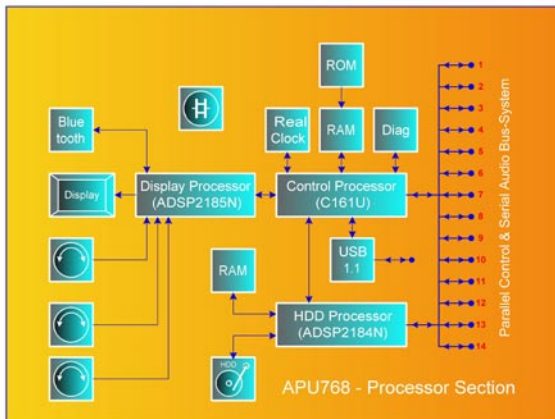 ROM
Blue
tooth
Real
Clock
RAM
Diag
Display
Display Processor
(ADSP2185N)
Control Processor
(C161U)
RAM
USB
1.1
HDD Processor
(ADSP2184N)
HDD
APU768 - Processor Section
1
2
3
4
5
6
7
8
9
10
11
12
13
14
Parallel Control & Serial Audio Bus-System